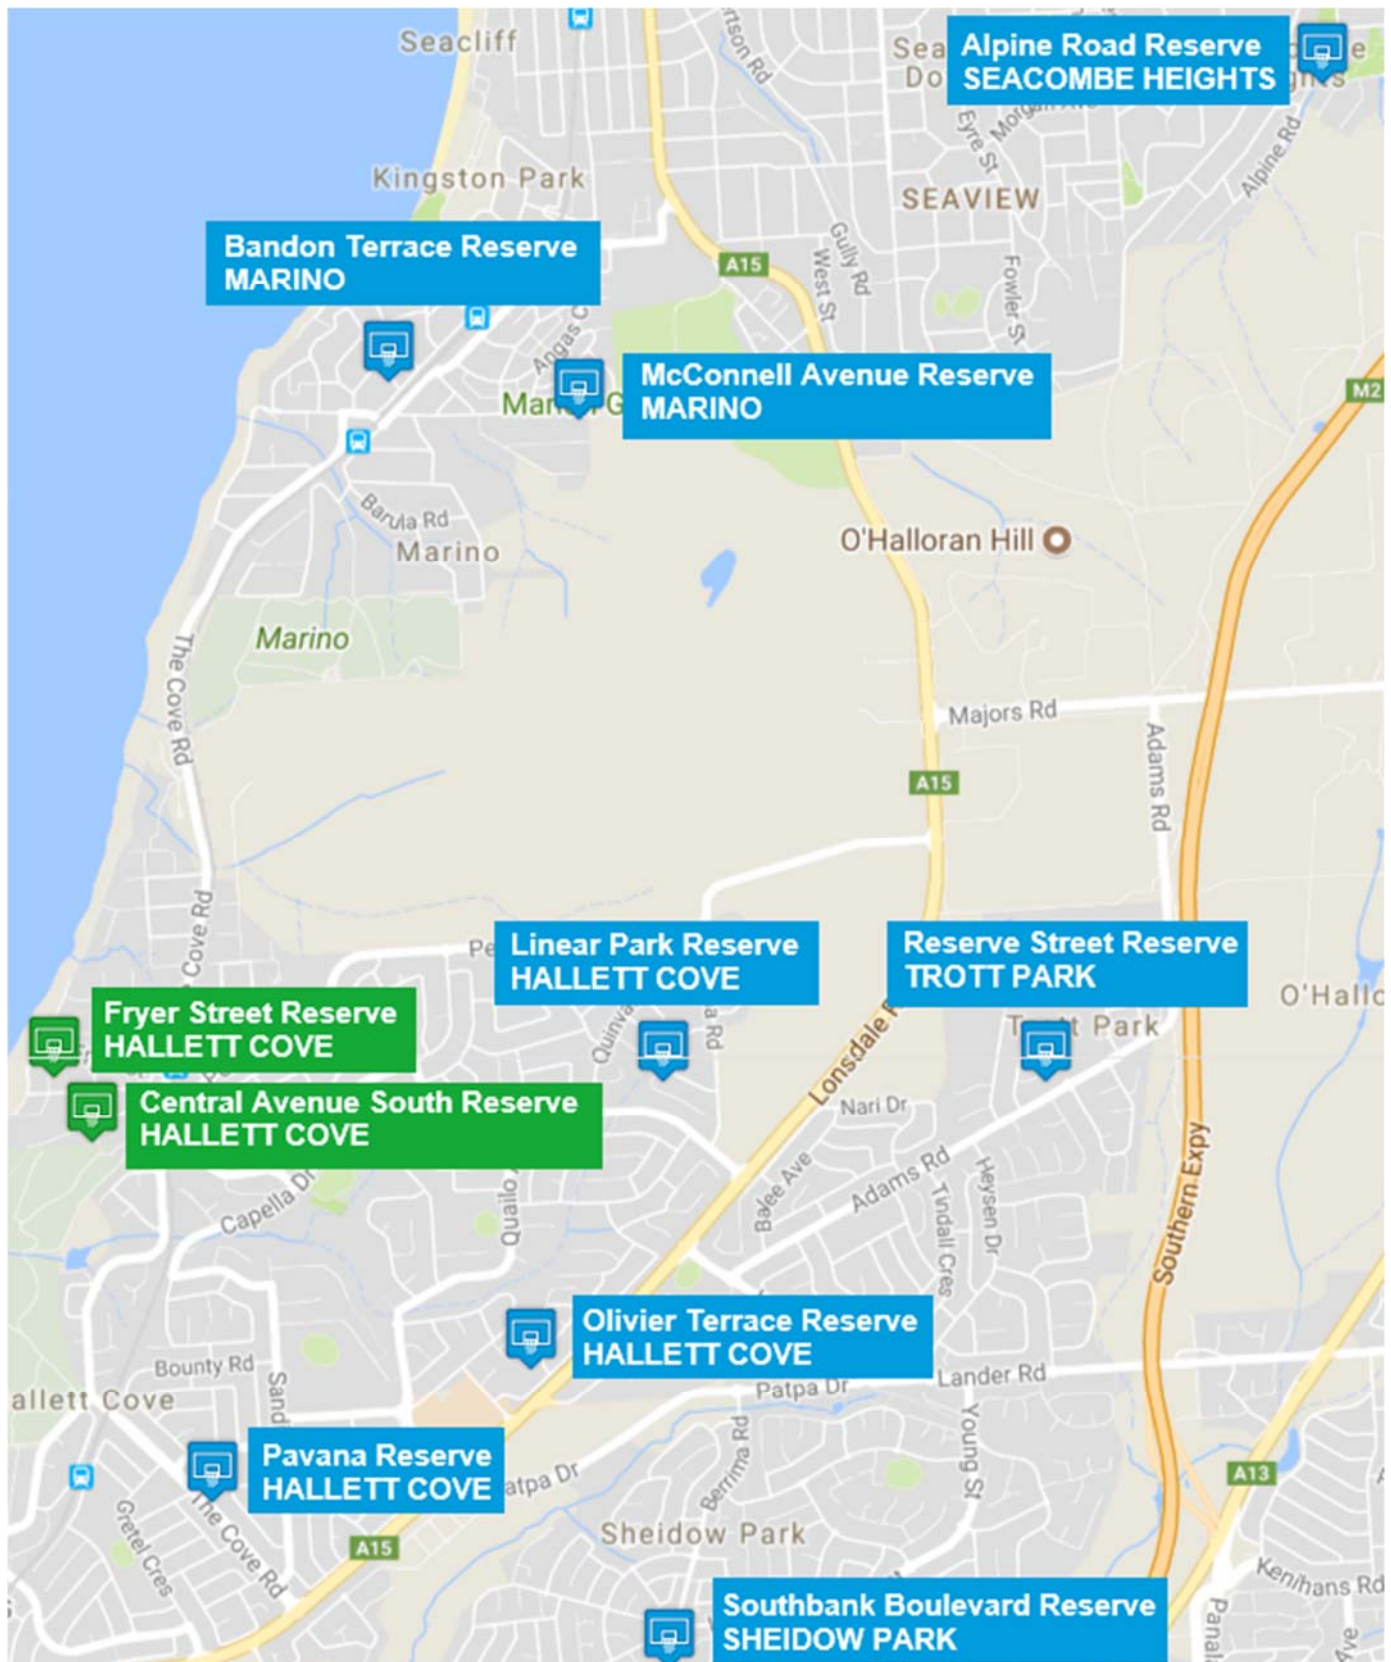 Seacliff
Alpine Road Reserve
SEACOMBE HEIGHTS
Eyre St
Alpine Rd
Kingston Park
SEAVIEW
Bandon Terrace Reserve
MARINO
A15
Gully Rd
West St
Fowler St
McConnell Avenue Reserve
MARINO
M2
Barula Rd
Marino
O'Halloran Hill
Marino
The Cove Rd
Majors Rd
Adams Rd
A15
Cove Rd
Linear Park Reserve
HALLETT COVE
Reserve Street Reserve
TROTT PARK
Fryer Street Reserve
HALLETT COVE
Park
Central Avenue South Reserve
HALLETT COVE
Lonsdale
Nari Dr
Balee Ave
Adams Rd
Tindall Cres
Heysen Dr
Southern Expy
Capella Dr
Olivier Terrace Reserve
HALLETT COVE
Bounty Rd
Sand
Patpa Dr
Lander Rd
Pavana Reserve
HALLETT COVE
Berrima Rd
Young St
A13
The Cove Rd
Gretel Cres
A15
Sheidow Park
Southbank Boulevard Reserve
SHEIDOW PARK